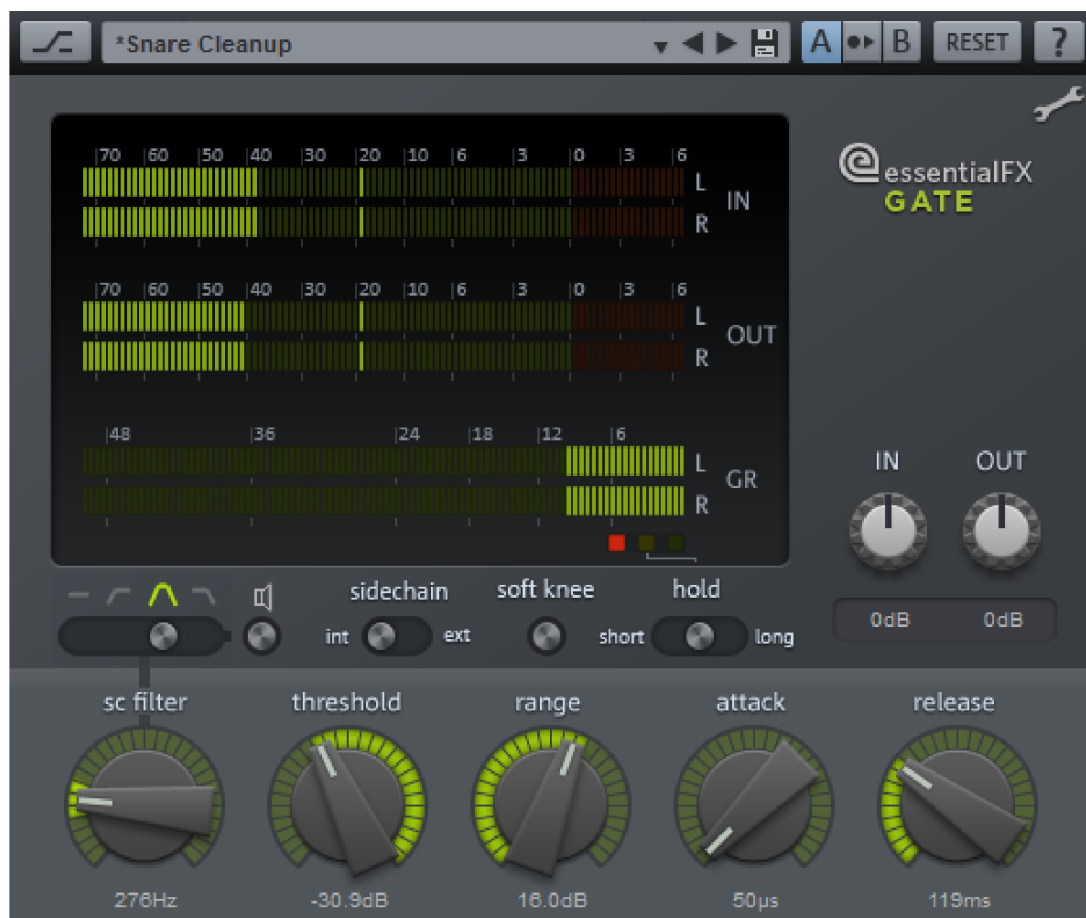 *Snare Cleanup A B RESET ?
70 60 50 40 30 20 10 6 3 0 3 6
L
IN
R
70 60 50 40 30 20 10 6 3 0 3 6
L
OUT
R
48 36 24 18 12 6
L
GR
R
essentialFX
GATE
IN OUT
0dB 0dB
sidechain soft knee hold
int ext short long
sc filter threshold range attack release
276Hz -30.9dB 16.0dB 50µs 119ms